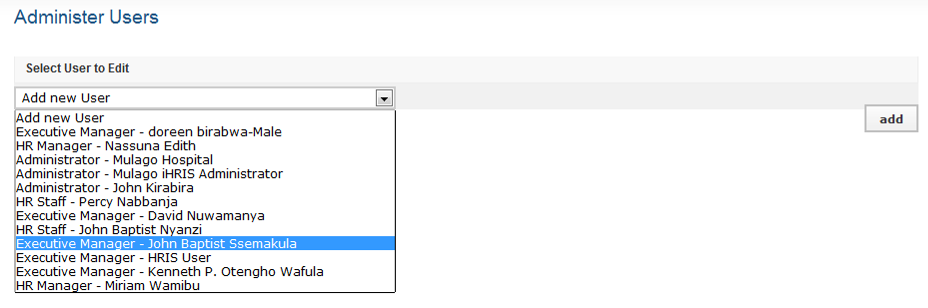 Administer Users
Select User to Edit
Add new User
Add new User
Executive Manager - doreen birabwa-Male
HR Manager - Nassuna Edith
Administrator - Mulago Hospital
Administrator - Mulago iHRIS Administrator
Administrator - John Kirabira
HR Staff - Percy Nabbanja
Executive Manager - David Nuwamanya
HR Staff - John Baptist Nyanzi
Executive Manager - John Baptist Ssemakula
Executive Manager - HRIS User
Executive Manager - Kenneth P. Otengho Wafula
HR Manager - Miriam Wamibu
add